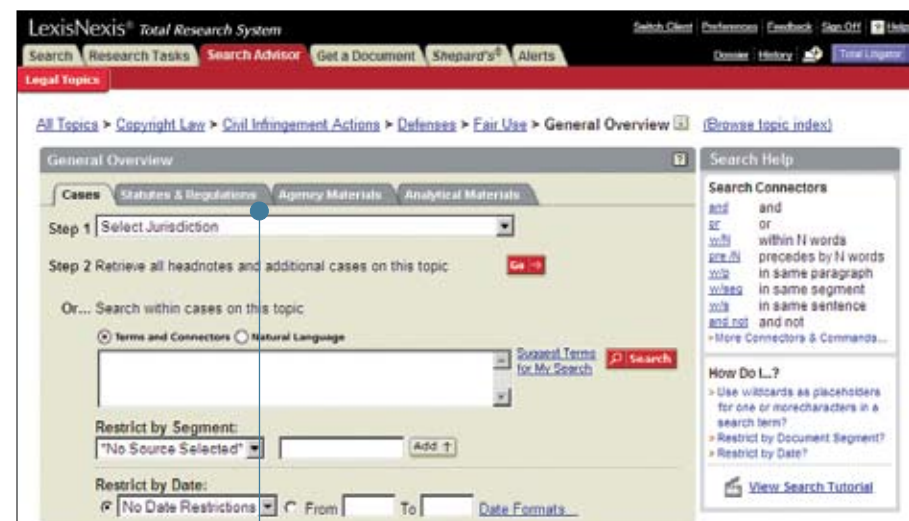 LexisNexis® Total Research System
Switch Client Preferences Feedback Sign Off ? Help
Search Research Tasks Search Advisor Get a Document Shepard's® Alerts
Dossier History Total Litigator
Legal Topics
All Topics > Copyright Law > Civil Infringement Actions > Defenses > Fair Use > General Overview i (Browse topic index)
General Overview ?
Cases Statutes & Regulations Agency Materials Analytical Materials
Step 1 Select Jurisdiction
Step 2 Retrieve all headnotes and additional cases on this topic Go →
Or... Search within cases on this topic
Terms and Connectors Natural Language
Suggest Terms
for My Search
Search
Restrict by Segment:
"No Source Selected" Add ↑
Restrict by Date:
No Date Restrictions From To Date Formats...
Search Help
Search Connectors
and and
or or
w/N within N words
pre/N precedes by N words
w/p in same paragraph
w/seg in same segment
w/s in same sentence
and not and not
» More Connectors & Commands...
How Do I...?
» Use wildcards as placeholders
for one or morecharacters in a
search term?
» Restrict by Document Segment?
» Restrict by Date?
View Search Tutorial